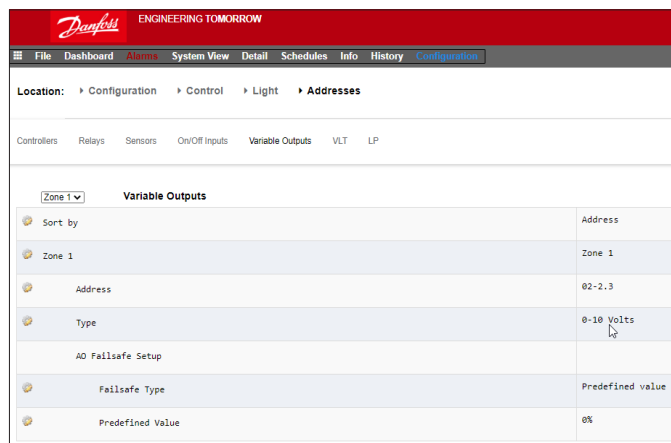 Danfoss ENGINEERING TOMORROW
File Dashboard Alarms System View Detail Schedules Info History Configuration
Location: Configuration Control Light Addresses
Controllers Relays Sensors On/Off Inputs Variable Outputs VLT LP
Zone 1 Variable Outputs
Sort by Address
Zone 1 Zone 1
Address 02-2.3
Type 0-10 Volts
AO Failsafe Setup
Failsafe Type Predefined value
Predefined Value 0%